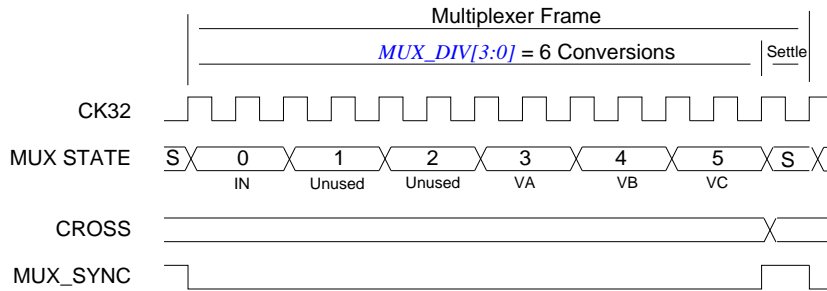 Multiplexer Frame
MUX_DIV[3:0] = 6 Conversions Settle
CK32
MUX STATE S 0 1 2 3 4 5 S
IN Unused Unused VA VB VC
CROSS
MUX_SYNC